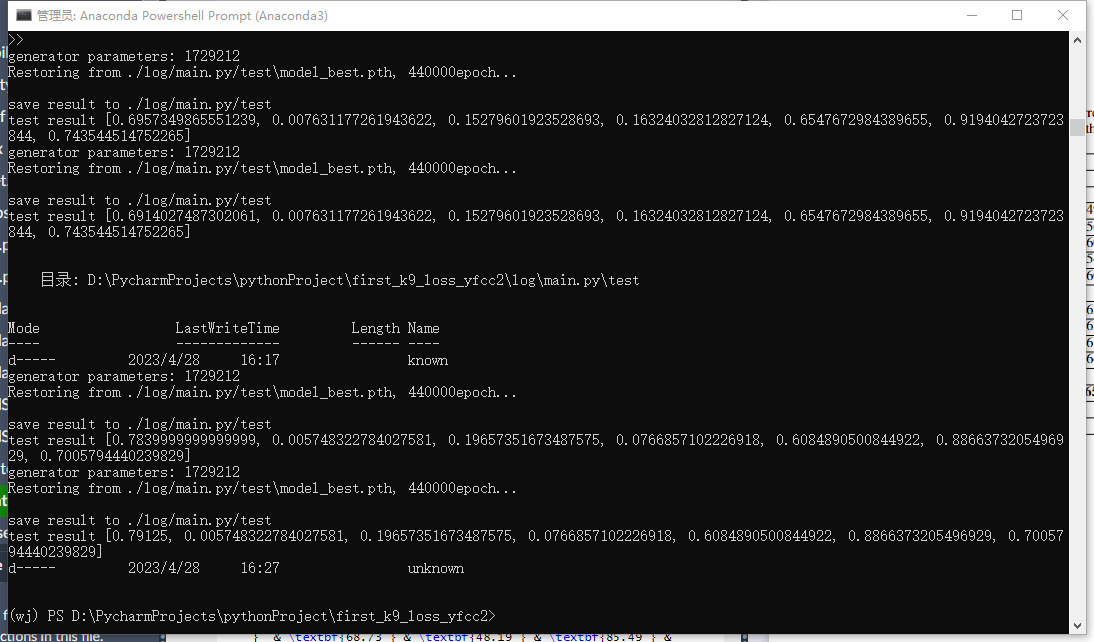 管理员: Anaconda Powershell Prompt (Anaconda3)
>>
generator parameters: 1729212
Restoring from ./log/main.py/test\model_best.pth, 440000epoch...
save result to ./log/main.py/test
test result [0.6957349865551239, 0.007631177261943622, 0.15279601923528693, 0.16324032812827124, 0.6547672984389655, 0.9194042723723
844, 0.743544514752265]
generator parameters: 1729212
Restoring from ./log/main.py/test\model_best.pth, 440000epoch...
save result to ./log/main.py/test
test result [0.6914027487302061, 0.007631177261943622, 0.15279601923528693, 0.16324032812827124, 0.6547672984389655, 0.9194042723723
844, 0.743544514752265]
目录: D:\PycharmProjects\pythonProject\first_k9_loss_yfcc2\log\main.py\test
Mode LastWriteTime Length Name
---- ------------- ------ ----
d----- 2023/4/28 16:17 known
generator parameters: 1729212
Restoring from ./log/main.py/test\model_best.pth, 440000epoch...
save result to ./log/main.py/test
test result [0.7839999999999999, 0.005748322784027581, 0.19657351673487575, 0.0766857102226918, 0.6084890500844922, 0.88663732054969
29, 0.7005794440239829]
generator parameters: 1729212
Restoring from ./log/main.py/test\model_best.pth, 440000epoch...
save result to ./log/main.py/test
test result [0.79125, 0.005748322784027581, 0.19657351673487575, 0.0766857102226918, 0.6084890500844922, 0.8866373205496929, 0.70057
94440239829]
d----- 2023/4/28 16:27 unknown
(wj) PS D:\PycharmProjects\pythonProject\first_k9_loss_yfcc2>
ctions in this file.
} & \textbf{68.73 } & \textbf{48.19 } & \textbf{85.49 } &